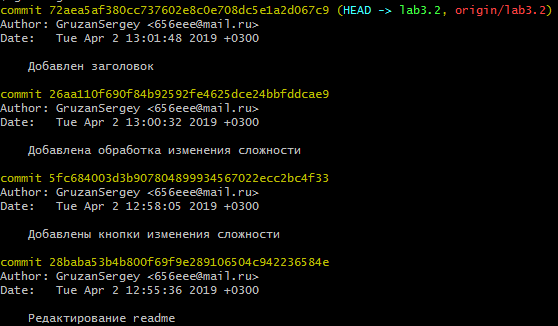 commit 72aea5af380cc737602e8c0e708dc5e1a2d067c9 (HEAD -> lab3.2, origin/lab3.2)
Author: GruzanSergey <656eee@mail.ru>
Date:   Tue Apr 2 13:01:48 2019 +0300
Добавлен заголовок
commit 26aa110f690f84b92592fe4625dce24bbfddcae9
Author: GruzanSergey <656eee@mail.ru>
Date:   Tue Apr 2 13:00:32 2019 +0300
Добавлена обработка изменения сложности
commit 5fc684003d3b907804899934567022ecc2bc4f33
Author: GruzanSergey <656eee@mail.ru>
Date:   Tue Apr 2 12:58:05 2019 +0300
Добавлены кнопки изменения сложности
commit 28baba53b4b800f69f9e289106504c942236584e
Author: GruzanSergey <656eee@mail.ru>
Date:   Tue Apr 2 12:55:36 2019 +0300
Редактирование readme